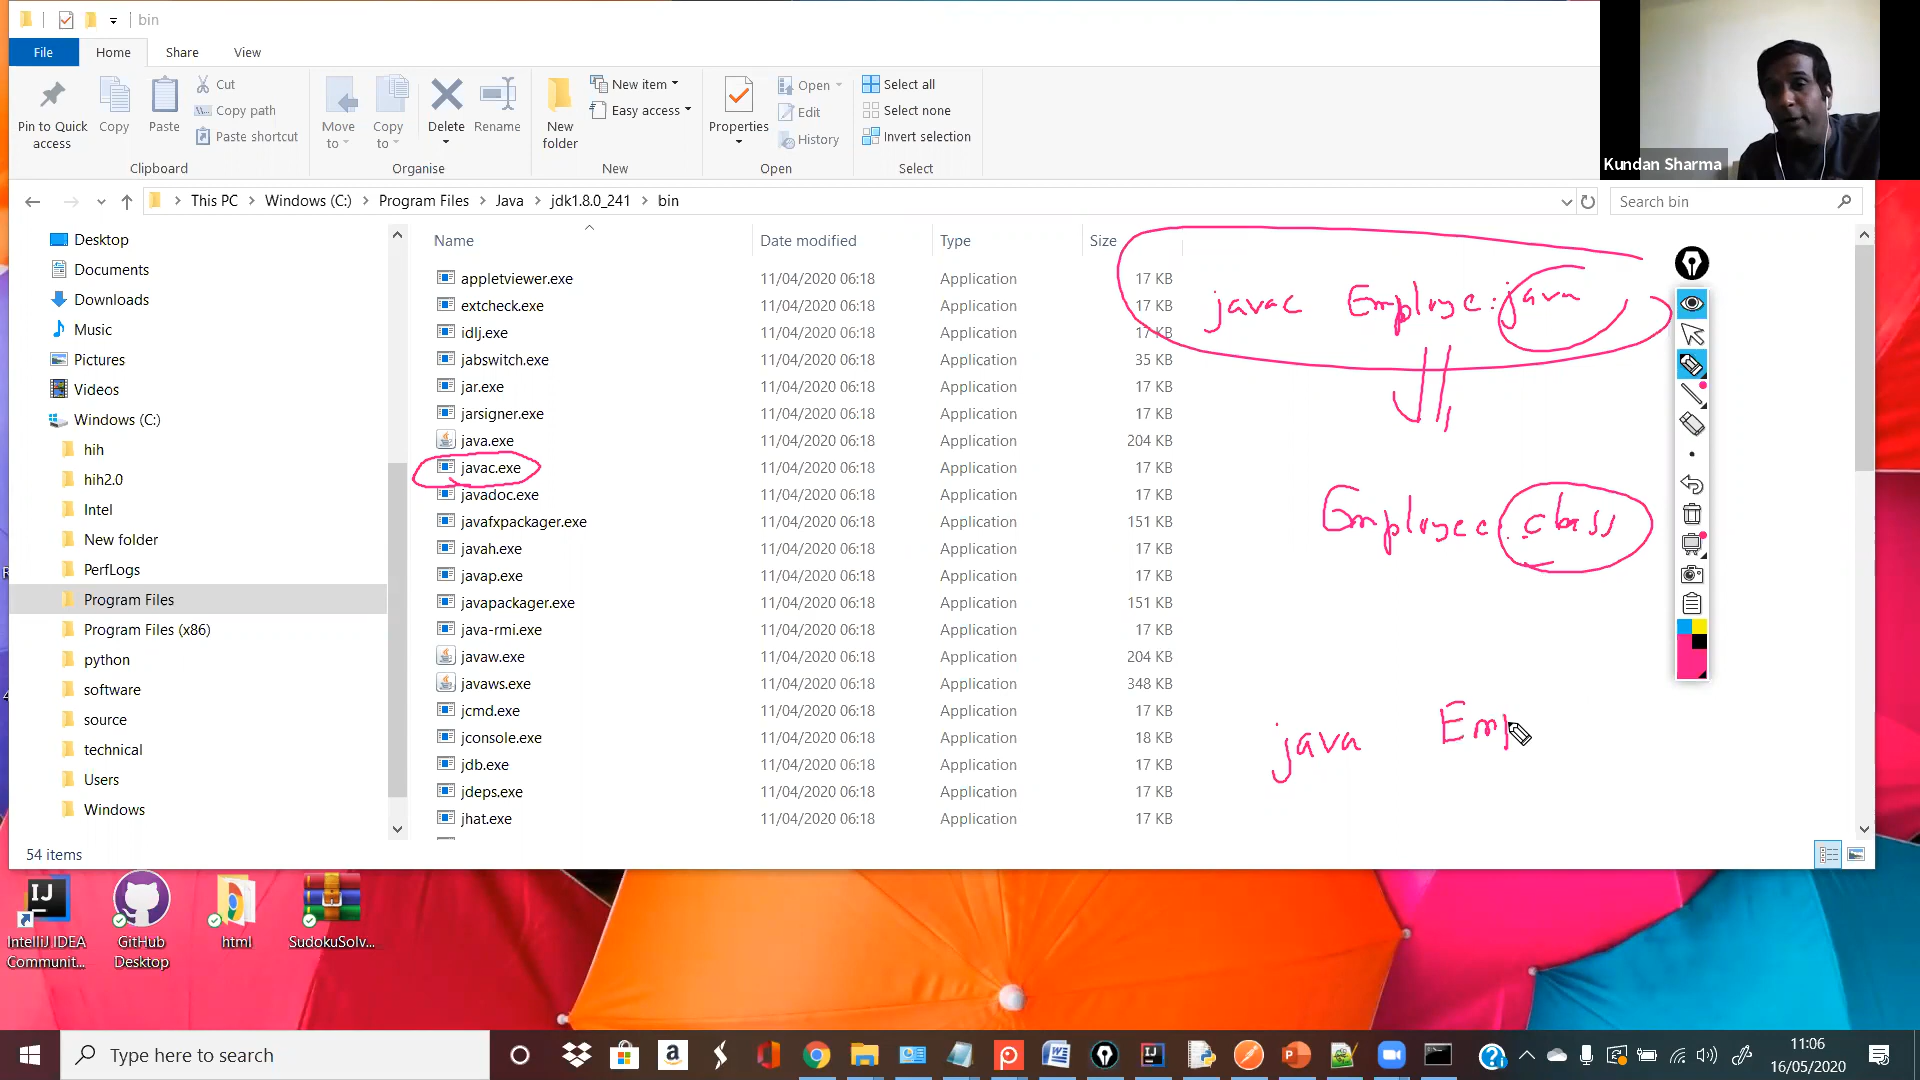 bin
File Home Share View
Pin to Quick access
Copy
Paste
Cut
Copy path
Paste shortcut
Clipboard
Move to
Copy to
Delete
Rename
Organise
New folder
New item
Easy access
New
Properties
Open
Edit
History
Open
Select all
Select none
Invert selection
Select
Kundan Sharma
This PC Windows (C:) Program Files Java jdk1.8.0_241 bin
Search bin
Desktop
Documents
Downloads
Music
Pictures
Videos
Windows (C:)
hih
hih2.0
Intel
New folder
PerfLogs
Program Files
Program Files (x86)
python
software
source
technical
Users
Windows
Name Date modified Type Size
appletviewer.exe 11/04/2020 06:18 Application 17 KB
extcheck.exe 11/04/2020 06:18 Application 17 KB
idlj.exe 11/04/2020 06:18 Application 17 KB
jabswitch.exe 11/04/2020 06:18 Application 35 KB
jar.exe 11/04/2020 06:18 Application 17 KB
jarsigner.exe 11/04/2020 06:18 Application 17 KB
java.exe 11/04/2020 06:18 Application 204 KB
javac.exe 11/04/2020 06:18 Application 17 KB
javadoc.exe 11/04/2020 06:18 Application 17 KB
javafxpackager.exe 11/04/2020 06:18 Application 151 KB
javah.exe 11/04/2020 06:18 Application 17 KB
javap.exe 11/04/2020 06:18 Application 17 KB
javapackager.exe 11/04/2020 06:18 Application 151 KB
java-rmi.exe 11/04/2020 06:18 Application 17 KB
javaw.exe 11/04/2020 06:18 Application 204 KB
javaws.exe 11/04/2020 06:18 Application 348 KB
jcmd.exe 11/04/2020 06:18 Application 17 KB
jconsole.exe 11/04/2020 06:18 Application 18 KB
jdb.exe 11/04/2020 06:18 Application 17 KB
jdeps.exe 11/04/2020 06:18 Application 17 KB
jhat.exe 11/04/2020 06:18 Application 17 KB
javac Employe.java
Employee.class
java Emp
54 items
IntelliJ IDEA Communit...
GitHub Desktop
html
SudokuSolv...
Type here to search
11:06
16/05/2020